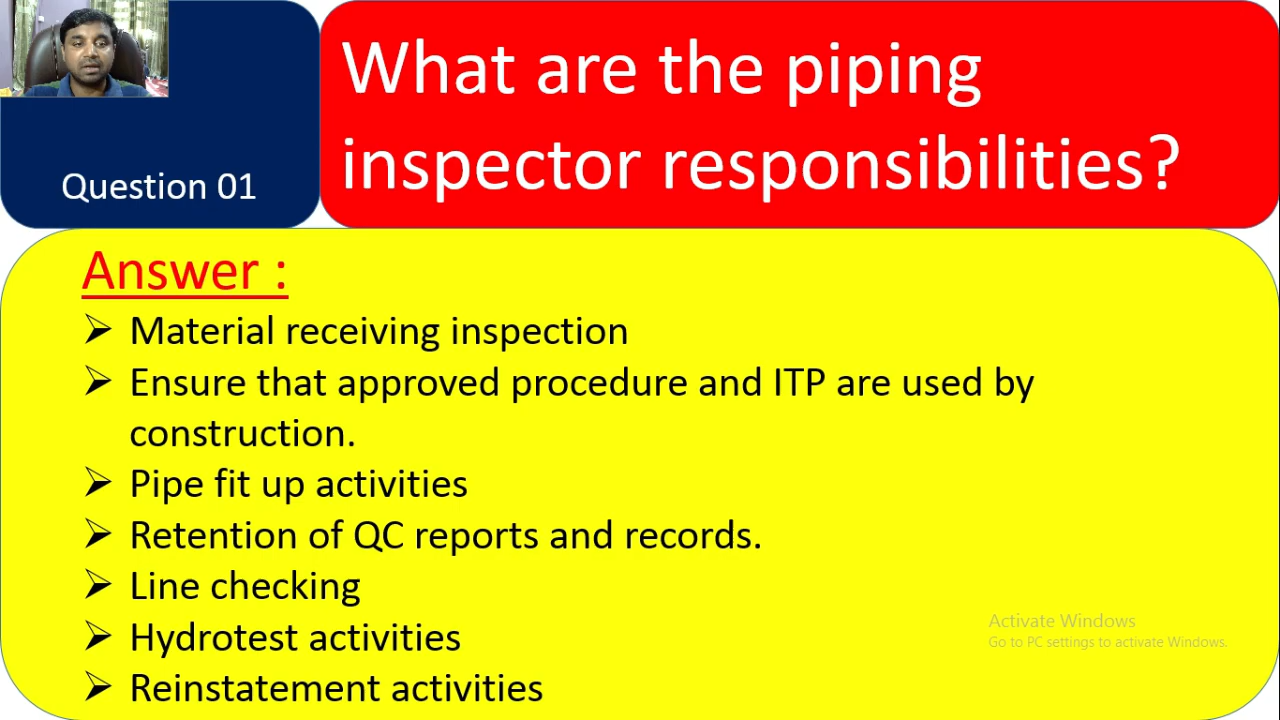 Question 01
What are the piping
inspector responsibilities?
Answer :
➢ Material receiving inspection
➢ Ensure that approved procedure and ITP are used by
construction.
➢ Pipe fit up activities
➢ Retention of QC reports and records.
➢ Line checking
➢ Hydrotest activities
➢ Reinstatement activities
Activate Windows
Go to PC settings to activate Windows.